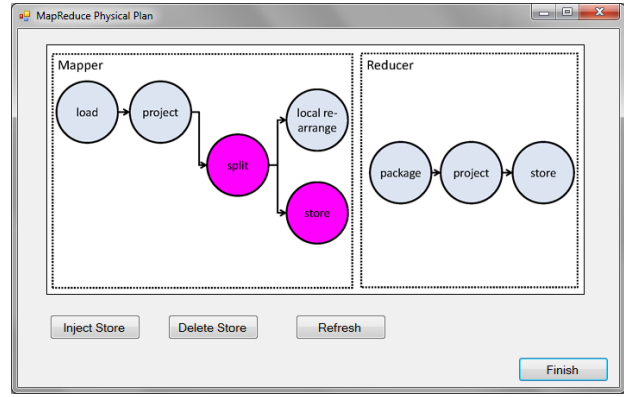 MapReduce Physical Plan
Mapper
Reducer
load
project
local re-
arrange
split
store
package
project
store
Inject Store
Delete Store
Refresh
Finish